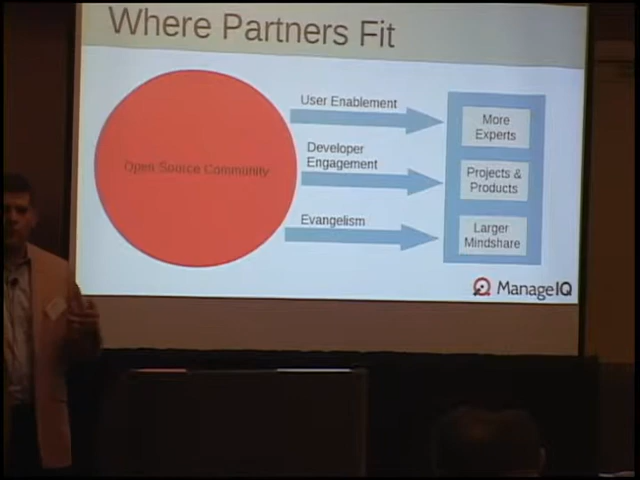 Where Partners Fit
Open Source Community
User Enablement
Developer
Engagement
Evangelism
More
Experts
Projects &
Products
Larger
Mindshare
ManageIQ